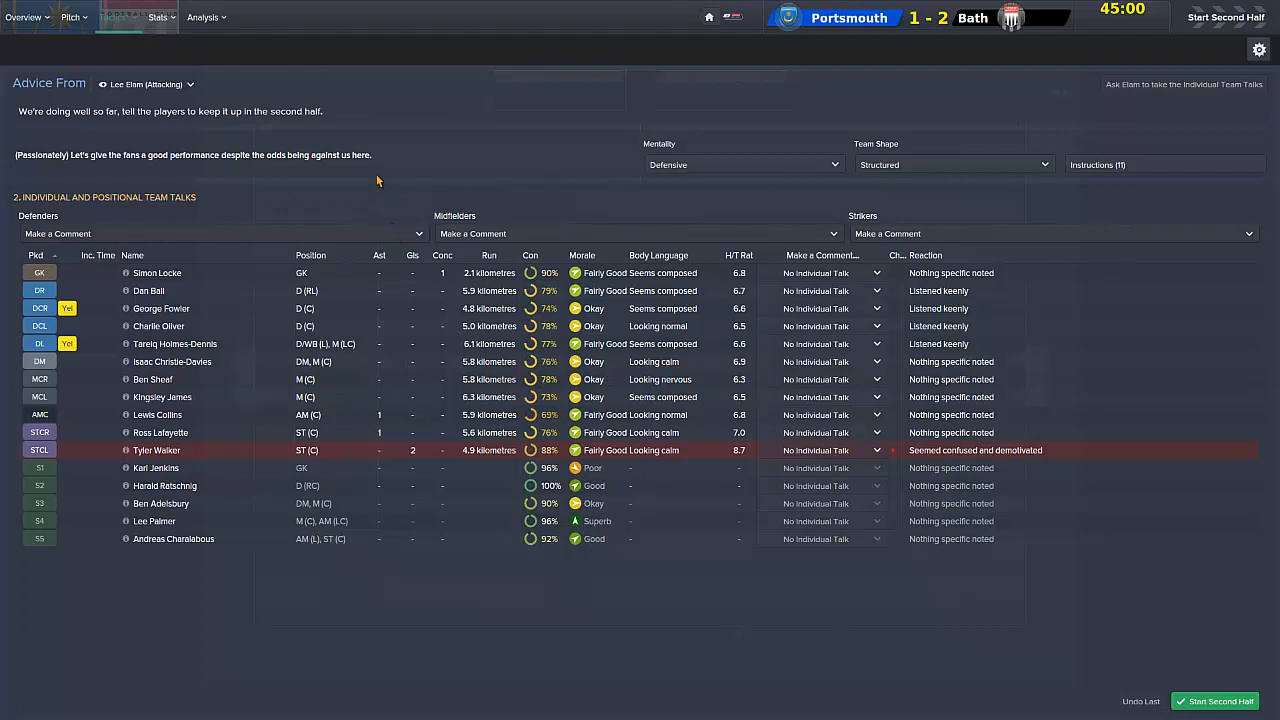 Overview Pitch Tactics Stats Analysis Portsmouth 1 - 2 Bath 45:00 Start Second Half
Advice From Lee Elam (Attacking) Ask Elam to take the Individual Team Talks
We're doing well so far, tell the players to keep it up in the second half.
Mentality Team Shape
(Passionately) Let's give the fans a good performance despite the odds being against us here.
Defensive Structured Instructions (11)
2. INDIVIDUAL AND POSITIONAL TEAM TALKS
Defenders Midfielders Strikers
Make a Comment Make a Comment Make a Comment
Pkd Inc. Time Name Position Ast Gls Conc Run Con Morale Body Language H/T Rat Make a Comment... Ch... Reaction
GK Simon Locke GK - - 1 2.1 kilometres 90% Fairly Good Seems composed 6.8 No Individual Talk Nothing specific noted
DR Dan Ball D (RL) - - - 5.9 kilometres 79% Fairly Good Seems composed 6.7 No Individual Talk Listened keenly
DCR Yel George Fowler D (C) - - - 4.8 kilometres 74% Okay Seems composed 6.6 No Individual Talk Listened keenly
DCL Charlie Oliver D (C) - - - 5.0 kilometres 78% Okay Looking normal 6.5 No Individual Talk Listened keenly
DL Yel Tareiq Holmes-Dennis D/WB (L), M (LC) - - - 6.1 kilometres 77% Fairly Good Seems composed 6.6 No Individual Talk Listened keenly
DM Isaac Christie-Davies DM, M (C) - - - 5.8 kilometres 76% Okay Looking calm 6.9 No Individual Talk Nothing specific noted
MCR Ben Sheaf M (C) - - - 5.8 kilometres 78% Okay Looking nervous 6.3 No Individual Talk Nothing specific noted
MCL Kingsley James M (C) - - - 6.3 kilometres 73% Okay Seems composed 6.5 No Individual Talk Nothing specific noted
AMC Lewis Collins AM (C) 1 - - 5.9 kilometres 69% Fairly Good Looking normal 6.8 No Individual Talk Nothing specific noted
STCR Ross Lafayette ST (C) 1 - - 5.6 kilometres 76% Fairly Good Looking calm 7.0 No Individual Talk Nothing specific noted
STCL Tyler Walker ST (C) - 2 - 4.9 kilometres 88% Fairly Good Looking calm 8.7 No Individual Talk Seemed confused and demotivated
S1 Karl Jenkins GK 96% Poor - - No Individual Talk Nothing specific noted
S2 Harald Ratschnig D (RC) 100% Good - - No Individual Talk Nothing specific noted
S3 Ben Adelsbury DM, M (C) 90% Okay - - No Individual Talk Nothing specific noted
S4 Lee Palmer M (C), AM (LC) 96% Superb - - No Individual Talk Nothing specific noted
S5 Andreas Charalabous AM (L), ST (C) 92% Good - - No Individual Talk Nothing specific noted
Undo Last Start Second Half